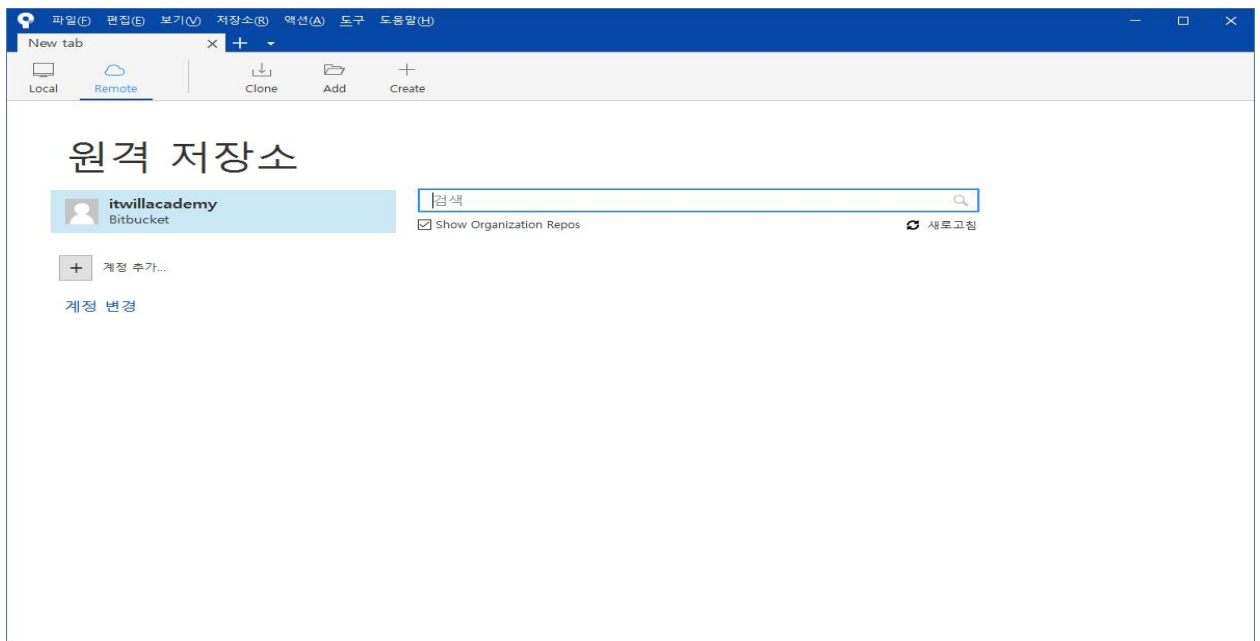 파일(F) 편집(E) 보기(V) 저장소(R) 액션(A) 도구 도움말(H)
New tab
Local Remote Clone Add Create
원격 저장소
itwillacademy
Bitbucket
검색
Show Organization Repos 새로고침
계정 추가...
계정 변경